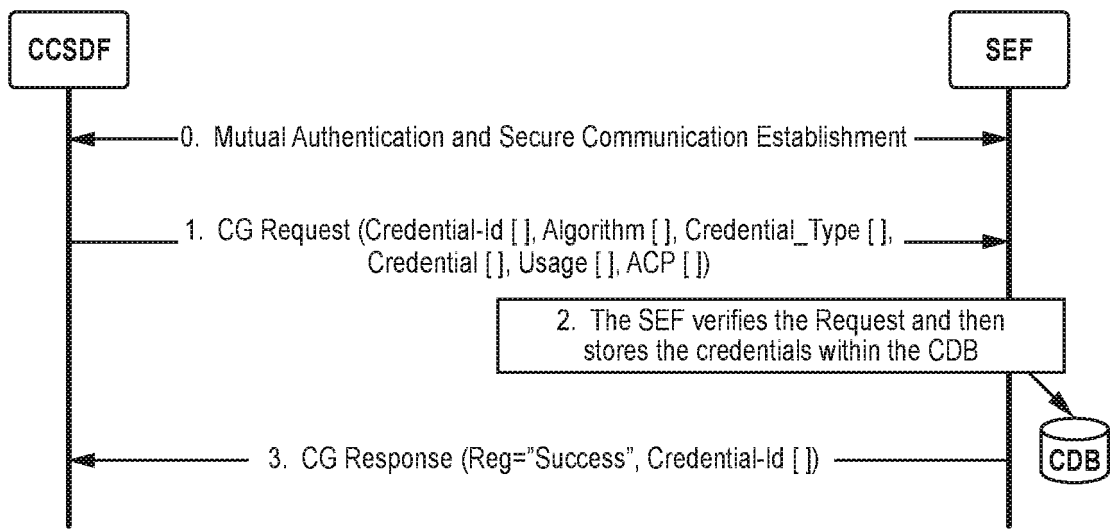 CCSDF
SEF
0. Mutual Authentication and Secure Communication Establishment
1. CG Request (Credential-Id [ ], Algorithm [ ], Credential_Type [ ],
Credential [ ], Usage [ ], ACP [ ])
2. The SEF verifies the Request and then
stores the credentials within the CDB
3. CG Response (Reg="Success", Credential-Id [ ])
CDB